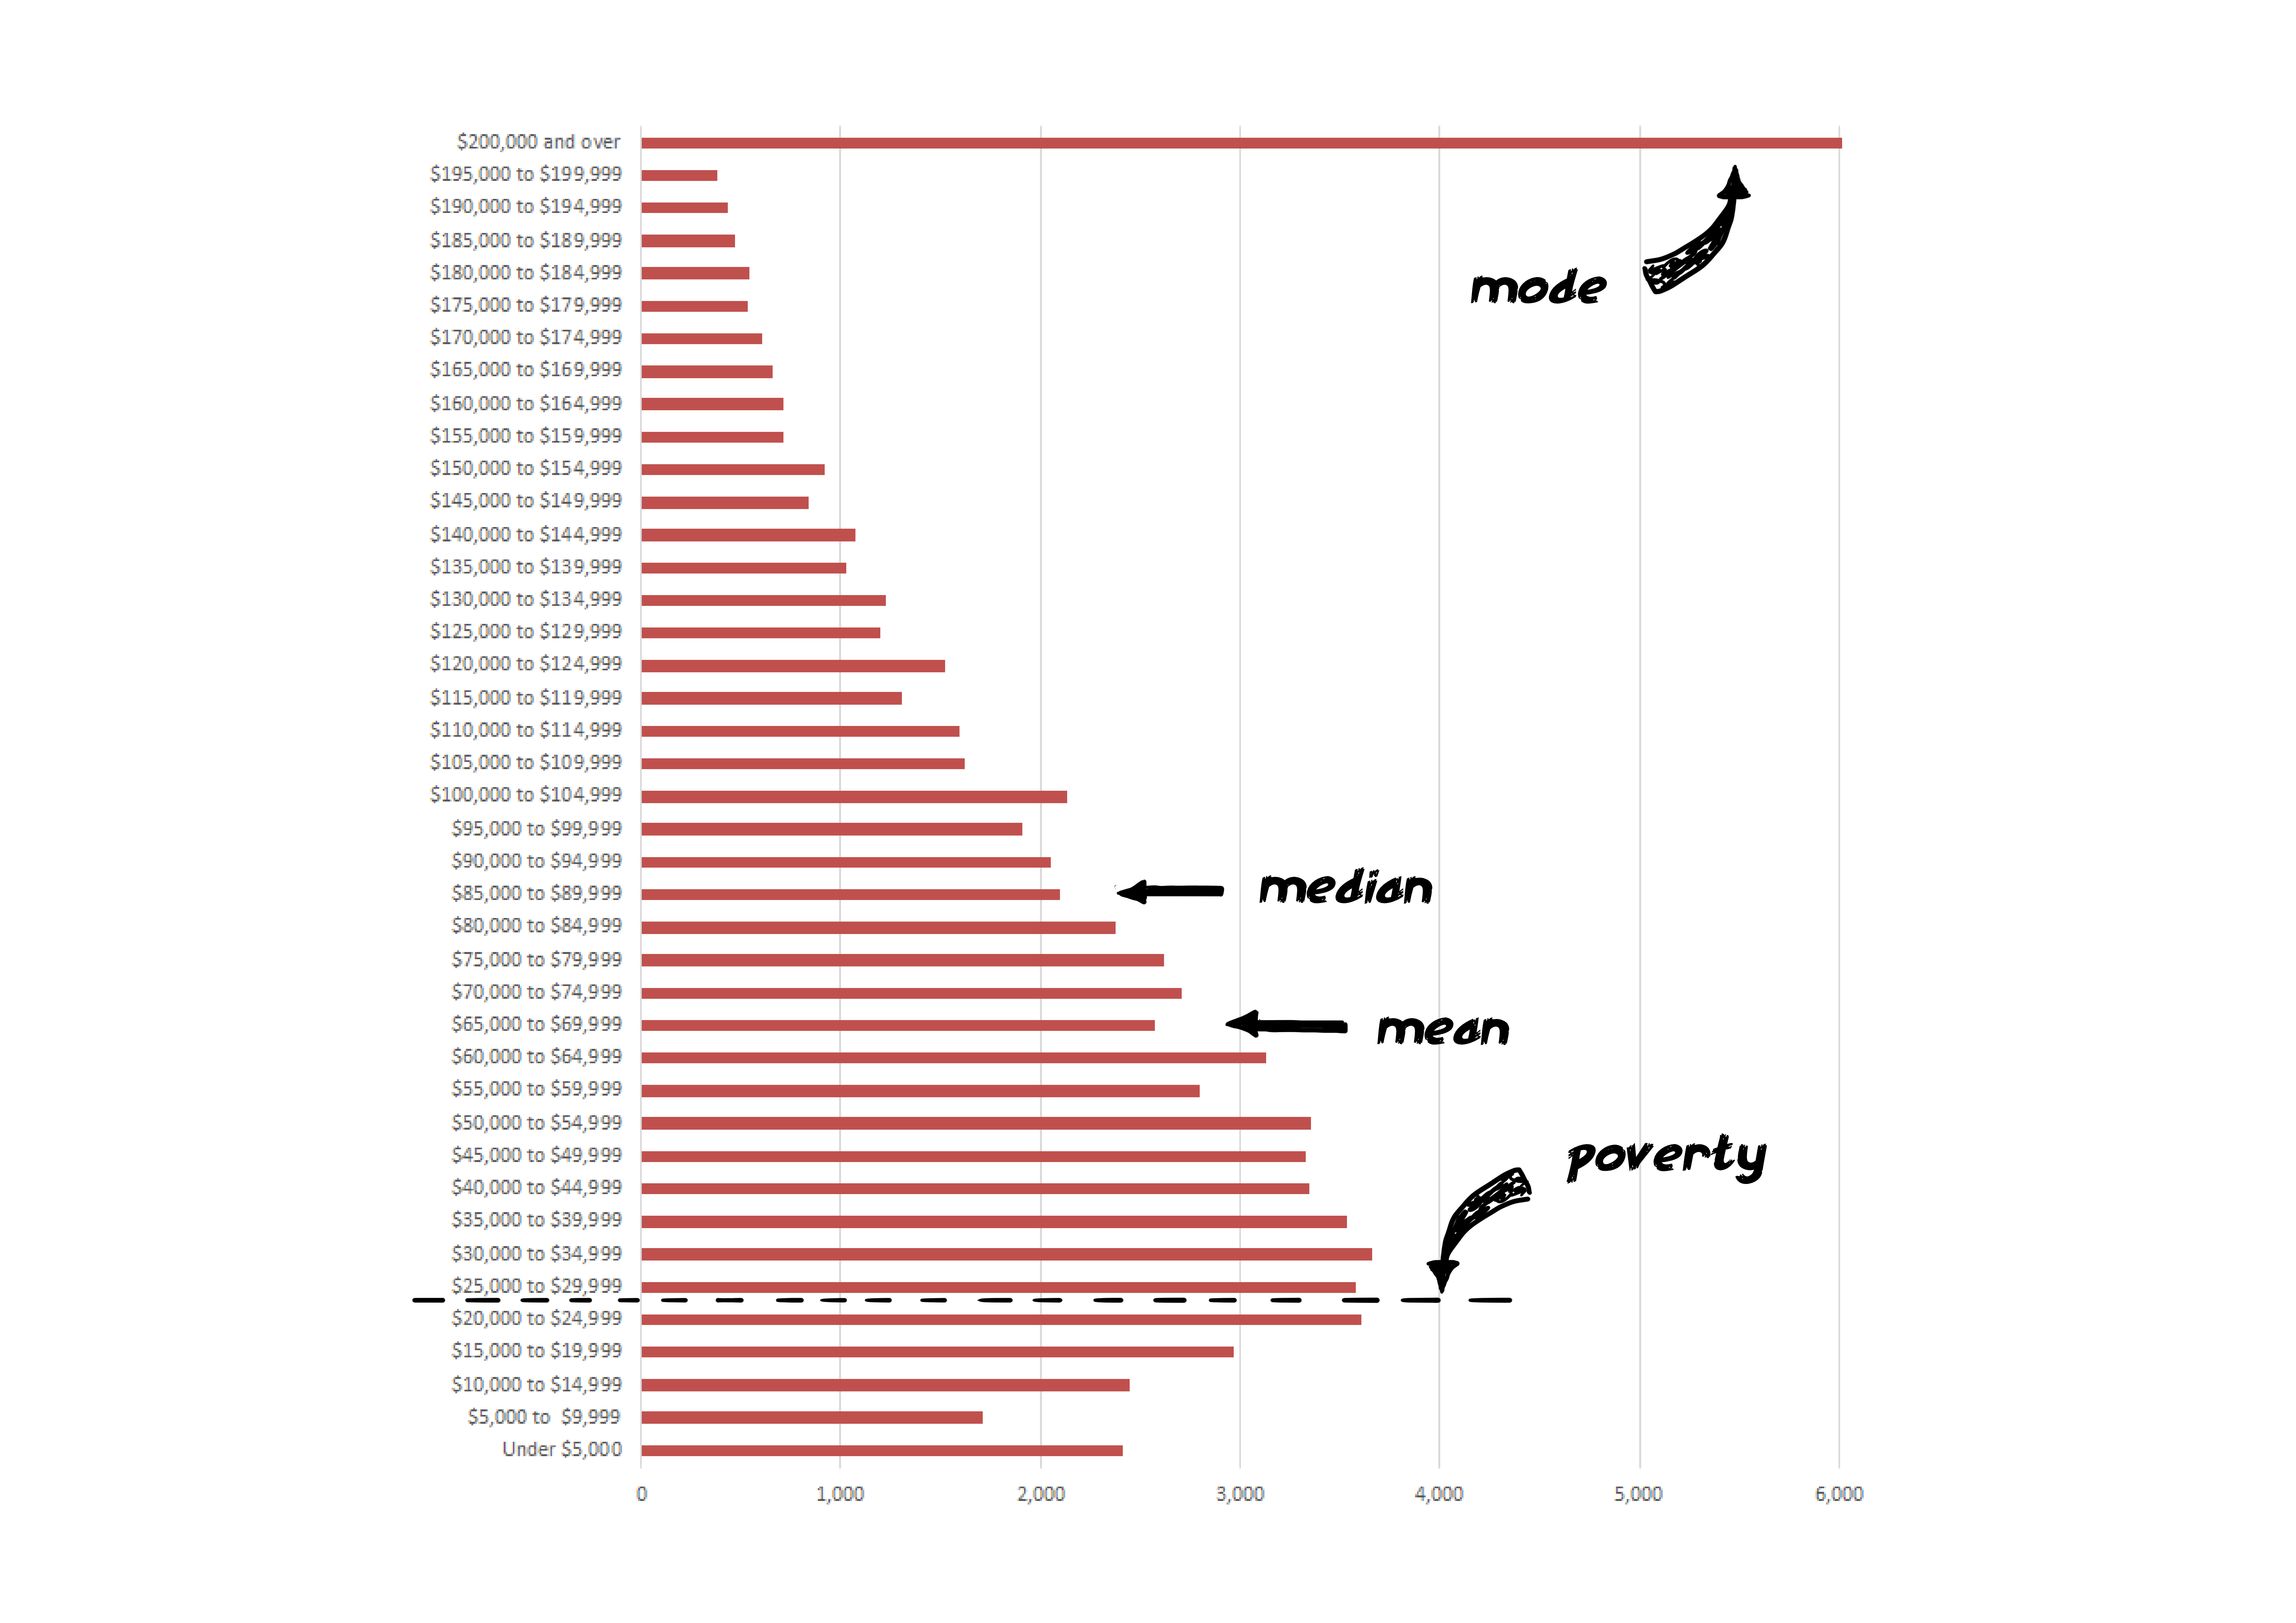 $200,000 and over
$195,000 to $199,999
$190,000 to $194,999
$185,000 to $189,999
$180,000 to $184,999
$175,000 to $179,999
$170,000 to $174,999
$165,000 to $169,999
$160,000 to $164,999
$155,000 to $159,999
$150,000 to $154,999
$145,000 to $149,999
$140,000 to $144,999
$135,000 to $139,999
$130,000 to $134,999
$125,000 to $129,999
$120,000 to $124,999
$115,000 to $119,999
$110,000 to $114,999
$105,000 to $109,999
$100,000 to $104,999
$95,000 to $99,999
$90,000 to $94,999
$85,000 to $89,999
$80,000 to $84,999
$75,000 to $79,999
$70,000 to $74,999
$65,000 to $69,999
$60,000 to $64,999
$55,000 to $59,999
$50,000 to $54,999
$45,000 to $49,999
$40,000 to $44,999
$35,000 to $39,999
$30,000 to $34,999
$25,000 to $29,999
$20,000 to $24,999
$15,000 to $19,999
$10,000 to $14,999
$5,000 to $9,999
Under $5,000
0 1,000 2,000 3,000 4,000 5,000 6,000
mode
median
mean
poverty